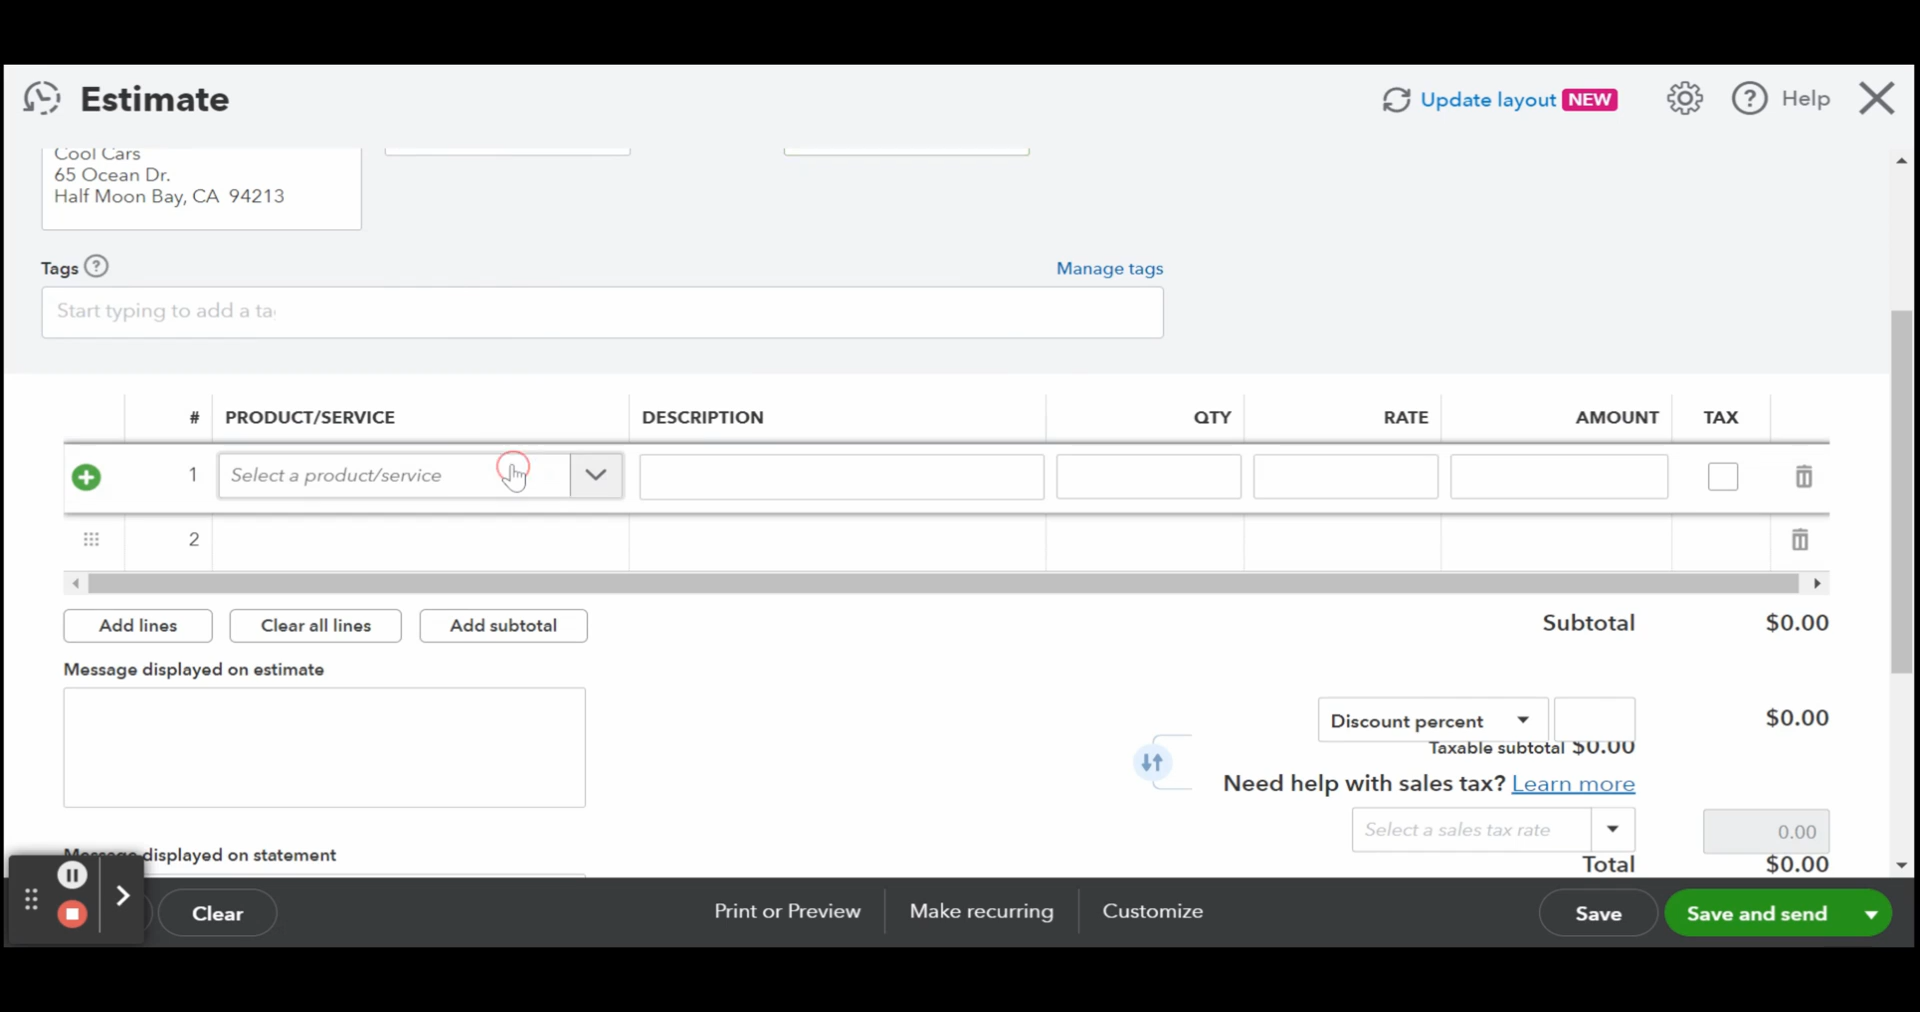 Estimate
Update layout NEW
Help
Cool Cars
65 Ocean Dr.
Half Moon Bay, CA 94213
Tags ?
Manage tags
Start typing to add a ta
# PRODUCT/SERVICE DESCRIPTION QTY RATE AMOUNT TAX
1 Select a product/service
2
Add lines Clear all lines Add subtotal
Subtotal $0.00
Message displayed on estimate
Discount percent $0.00
Taxable subtotal $0.00
Need help with sales tax? Learn more
Select a sales tax rate 0.00
Message displayed on statement
Total $0.00
Clear Print or Preview Make recurring Customize Save Save and send